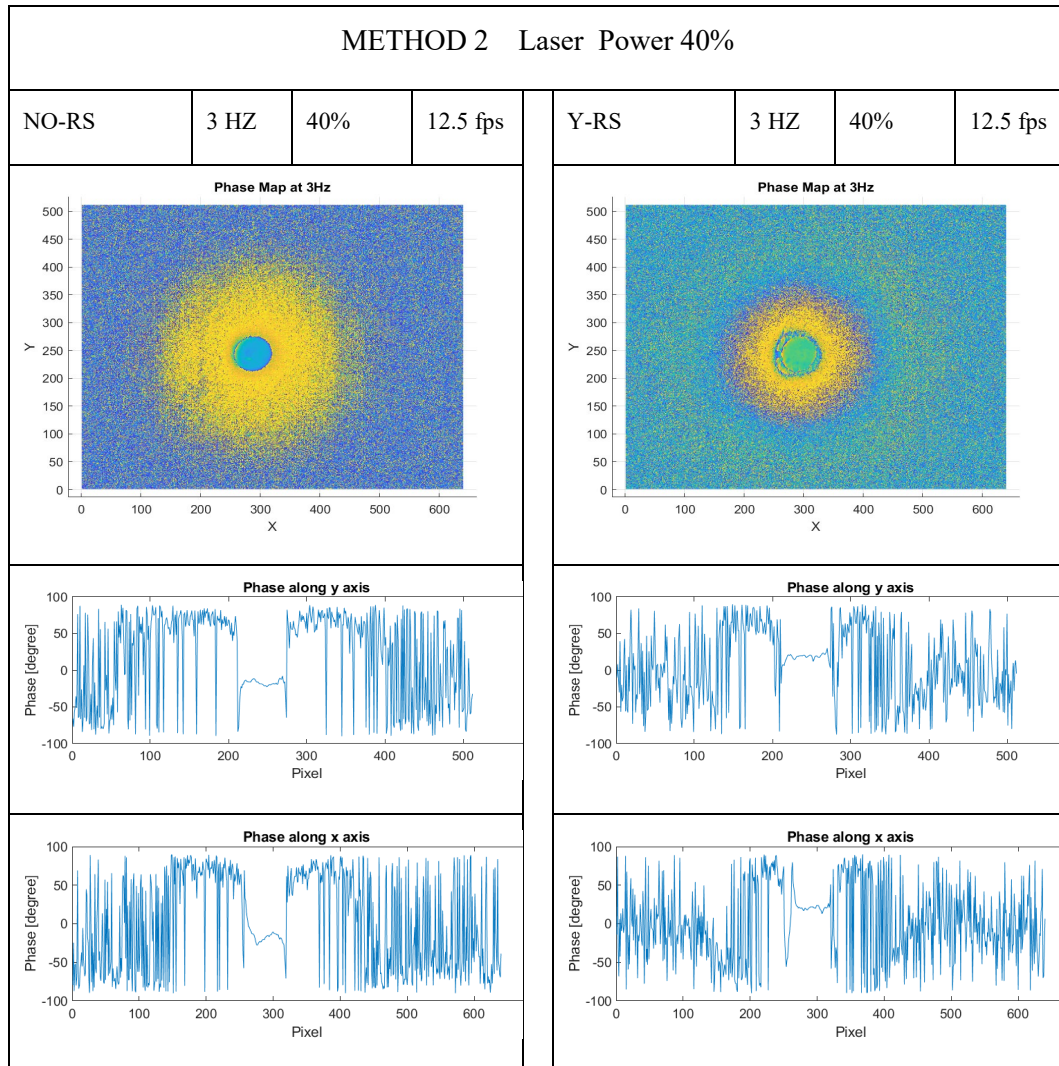 METHOD 2 Laser Power 40%
NO-RS 3 HZ 40% 12.5 fps
Y-RS 3 HZ 40% 12.5 fps
Phase Map at 3Hz
500
450
400
350
300
250
200
150
100
50
0
Y
0 100 200 300 400 500 600
X
Phase Map at 3Hz
500
450
400
350
300
250
200
150
100
50
0
Y
0 100 200 300 400 500 600
X
Phase along y axis
100
50
0
-50
-100
Phase [degree]
0 100 200 300 400 500
Pixel
Phase along y axis
100
50
0
-50
-100
Phase [degree]
0 100 200 300 400 500
Pixel
Phase along x axis
100
50
0
-50
-100
Phase [degree]
0 100 200 300 400 500 600
Pixel
Phase along x axis
100
50
0
-50
-100
Phase [degree]
0 100 200 300 400 500 600
Pixel